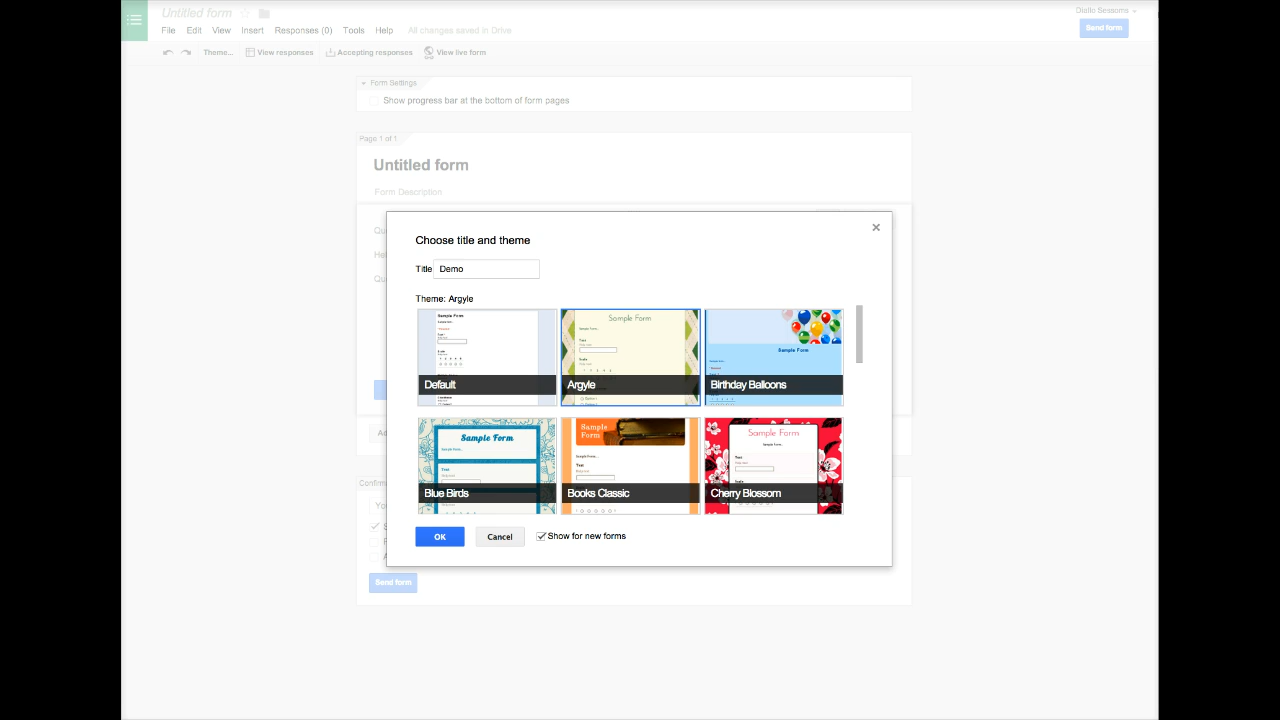 Untitled form
Diallo Sessoms
File Edit View Insert Responses (0) Tools Help All changes saved in Drive
Send form
Theme... View responses Accepting responses View live form
Form Settings
Show progress bar at the bottom of form pages
Page 1 of 1
Untitled form
Form Description
Choose title and theme
Title Demo
Theme: Argyle
Sample Form
Default
Sample Form
Argyle
Sample Form
Birthday Balloons
Sample Form
Blue Birds
Sample Form
Books Classic
Sample Form
Cherry Blossom
OK Cancel Show for new forms
Send form